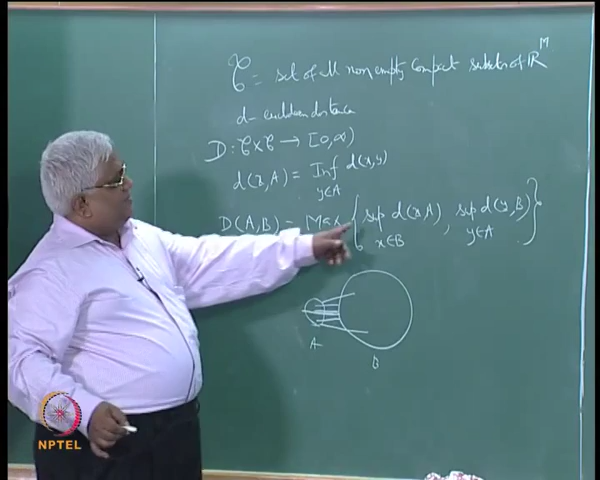 𝒞 = set of all non empty compact subsets of ℝ^M
d - euclidean distance
D : 𝒞 × 𝒞 → [0, ∞)
d(x, A) = Inf d(x, y)
y∈A
D(A, B) = Max { sup d(x, A), sup d(y, B) }
x∈B y∈A
A
B
NPTEL